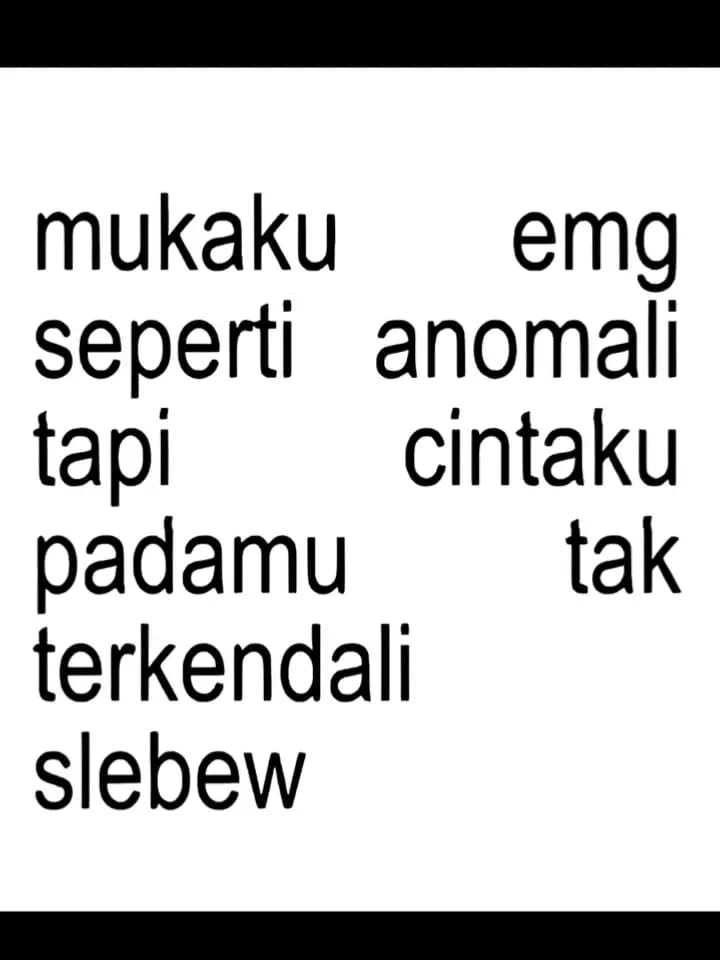 mukaku emg
seperti anomali
tapi cintaku
padamu tak
terkendali
slebew